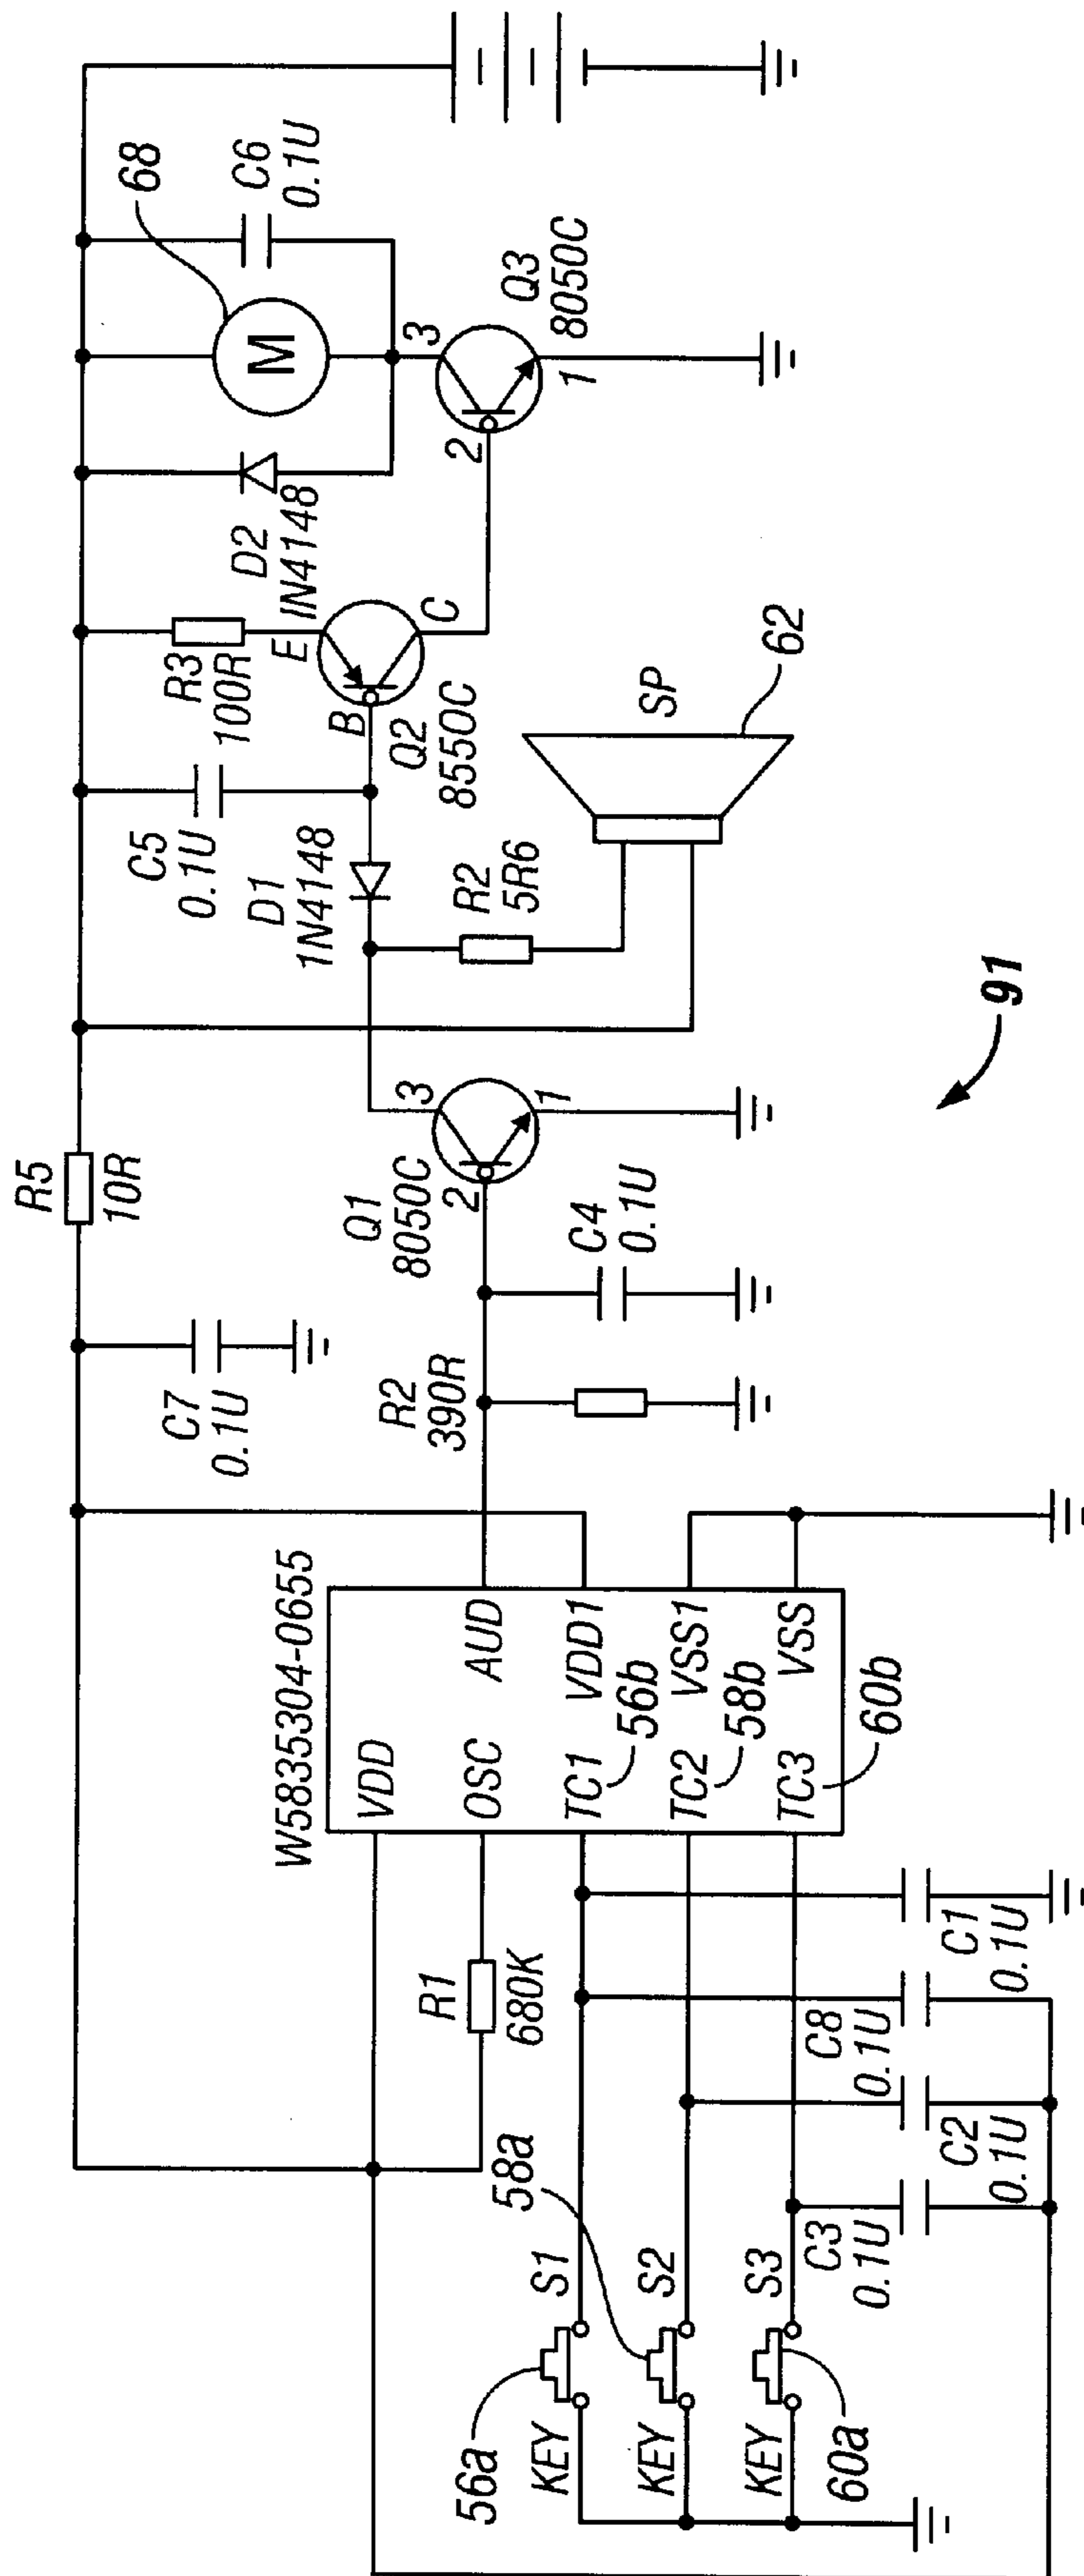 W5835304-0655
VDD
OSC
AUD
TC1
VDD1
56b
TC2
VSS1
58b
TC3
VSS
60b
R1
680K
56a
KEY
S1
58a
KEY
S2
60a
KEY
S3
C3
0.1U
C2
0.1U
C8
0.1U
C1
0.1U
C7
0.1U
R5
10R
R2
390R
C4
0.1U
Q1
8050C
2
3
1
C5
0.1U
D1
1N4148
R2
5R6
SP
62
R3
100R
E
B
C
Q2
8550C
D2
IN4148
M
68
C6
0.1U
3
2
1
Q3
8050C
91